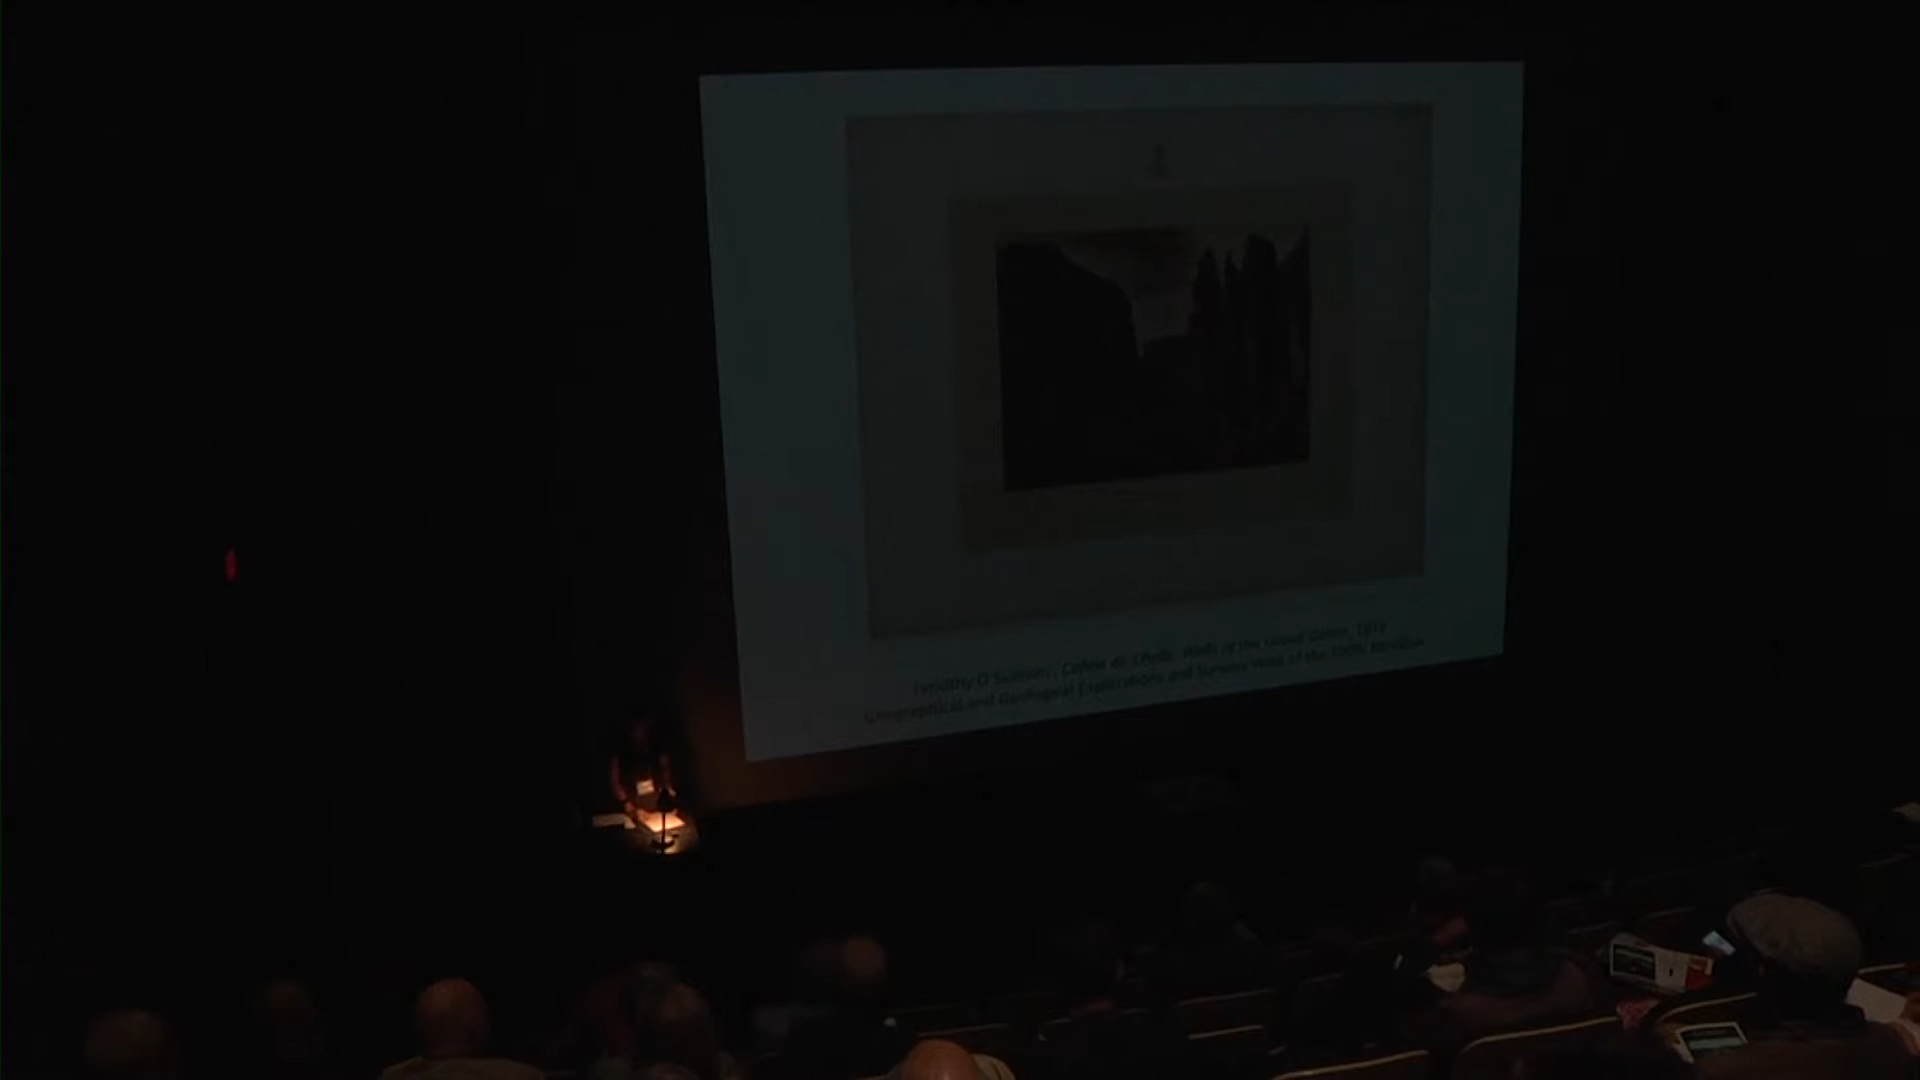 Timothy O'Sullivan, Cañon de Chelle. Walls of the Grand Cañon, 1873
Geographical and Geological Explorations and Surveys West of the 100th Meridian